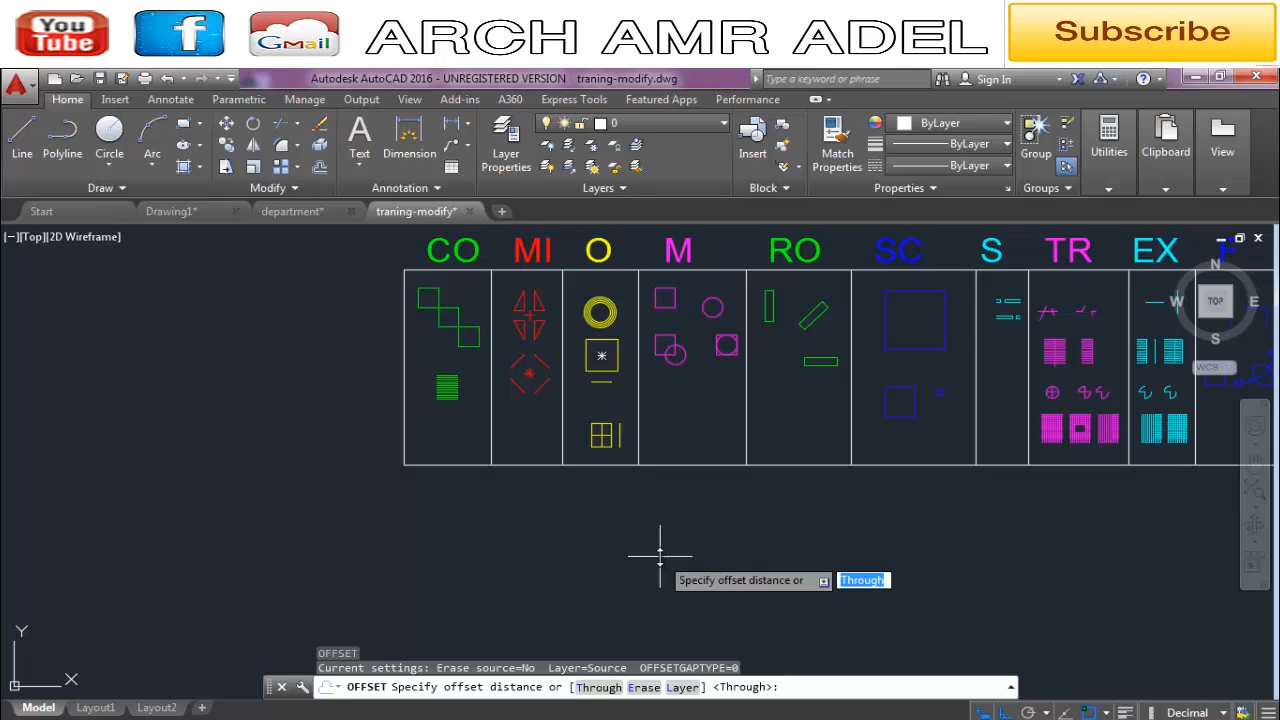 You Tube
f
Gmail
ARCH AMR ADEL
Subscribe
Autodesk AutoCAD 2016 - UNREGISTERED VERSION traning-modify.dwg
Type a keyword or phrase
Sign In
Home Insert Annotate Parametric Manage Output View Add-ins A360 Express Tools Featured Apps Performance
Line Polyline Circle Arc
Text Dimension
Layer Properties
0
Insert
Match Properties
ByLayer
ByLayer
ByLayer
Group
Utilities
Clipboard
View
Draw Modify Annotation Layers Block Properties Groups
Start Drawing1* department* traning-modify*
[−][Top][2D Wireframe]
CO MI O M RO SC S TR EX F
N
W TOP E
S
WCS
Specify offset distance or Through
Y
X
OFFSET
Current settings: Erase source=No Layer=Source OFFSETGAPTYPE=0
OFFSET Specify offset distance or [Through Erase Layer] <Through>:
Model Layout1 Layout2
Decimal